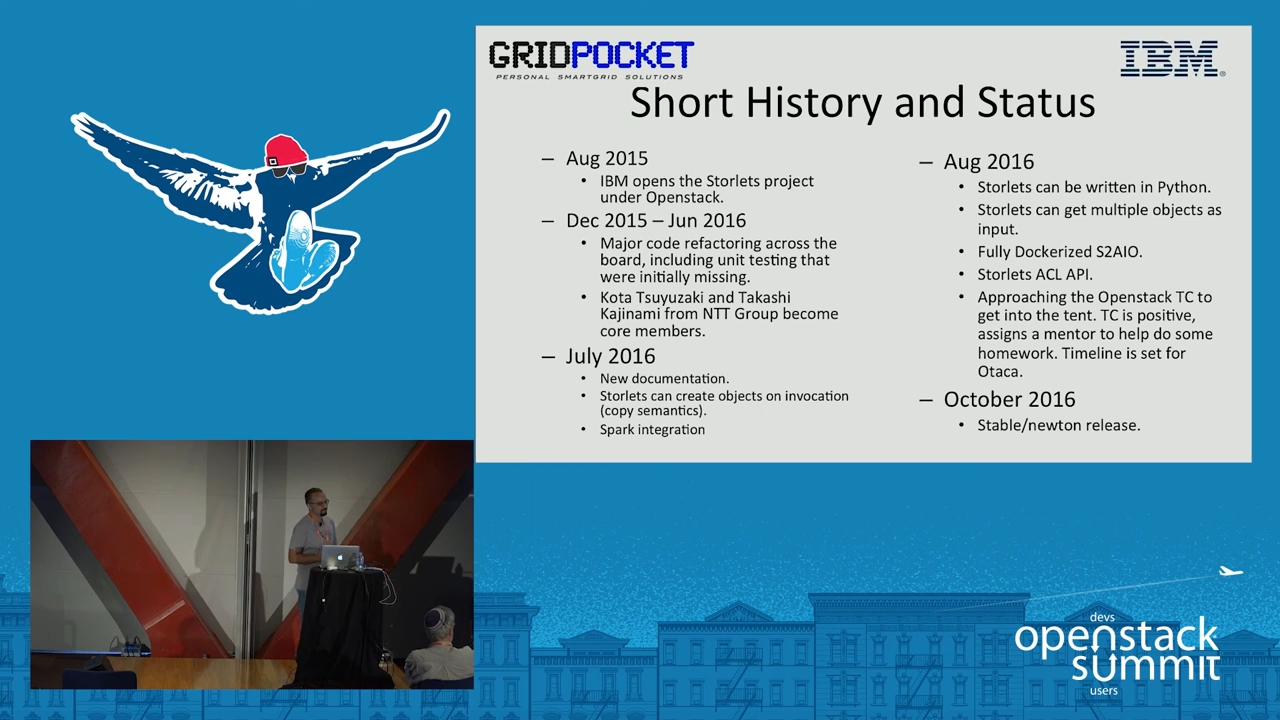 GRIDPOCKET
PERSONAL SMARTGRID SOLUTIONS
IBM®
Short History and Status
– Aug 2015
• IBM opens the Storlets project
under Openstack.
– Dec 2015 – Jun 2016
• Major code refactoring across the
board, including unit testing that
were initially missing.
• Kota Tsuyuzaki and Takashi
Kajinami from NTT Group become
core members.
– July 2016
• New documentation.
• Storlets can create objects on invocation
(copy semantics).
• Spark integration
– Aug 2016
• Storlets can be written in Python.
• Storlets can get multiple objects as
input.
• Fully Dockerized S2AIO.
• Storlets ACL API.
• Approaching the Openstack TC to
get into the tent. TC is positive,
assigns a mentor to help do some
homework. Timeline is set for
Otaca.
– October 2016
• Stable/newton release.
devs
openstack
summit
users